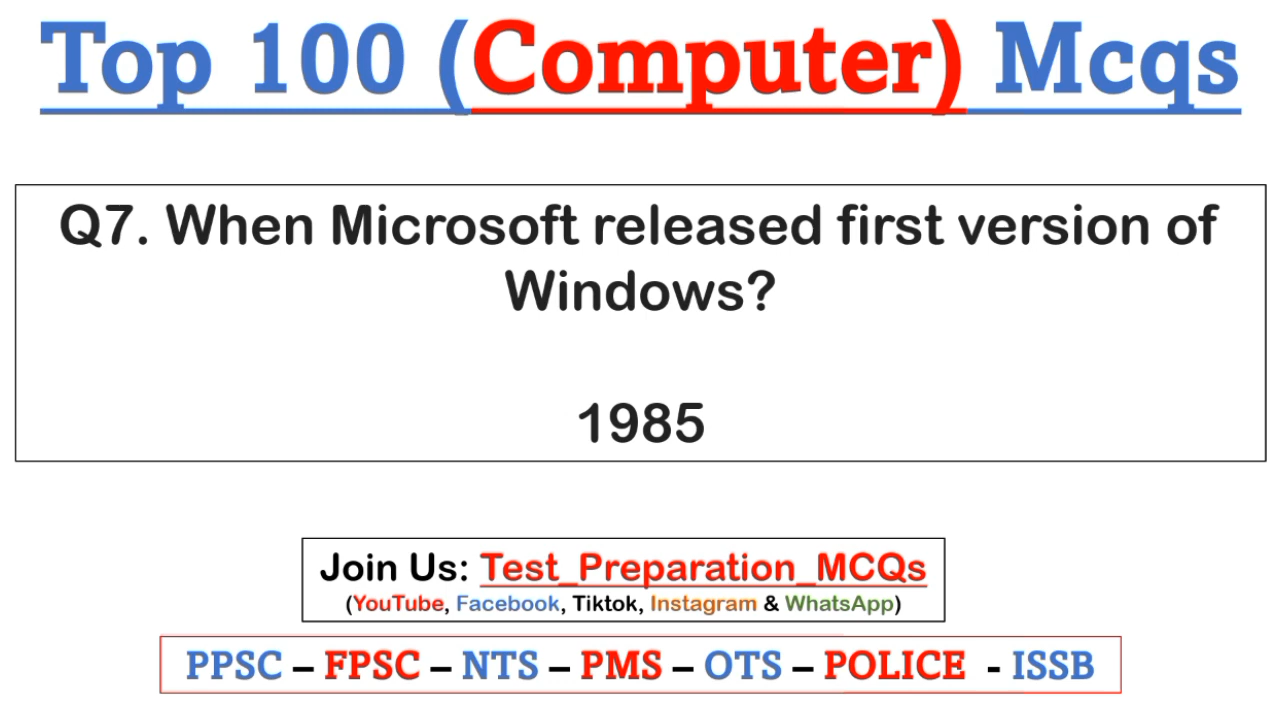 Top 100 (Computer) Mcqs
Q7. When Microsoft released first version of
Windows?
1985
Join Us: Test_Preparation_MCQs
(YouTube, Facebook, Tiktok, Instagram & WhatsApp)
PPSC – FPSC – NTS – PMS – OTS – POLICE - ISSB